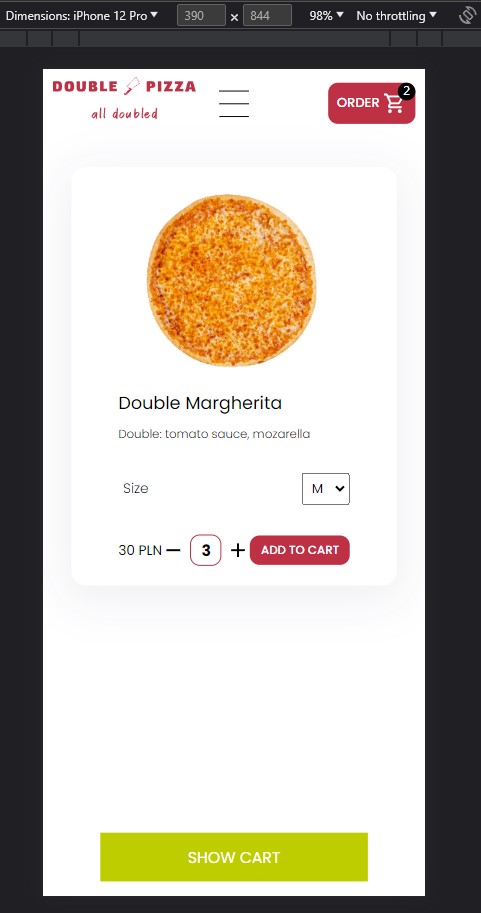 Dimensions: iPhone 12 Pro 390 × 844 98% No throttling
DOUBLE PIZZA
all doubled
ORDER 2
Double Margherita
Double: tomato sauce, mozarella
Size M
30 PLN 3 ADD TO CART
SHOW CART